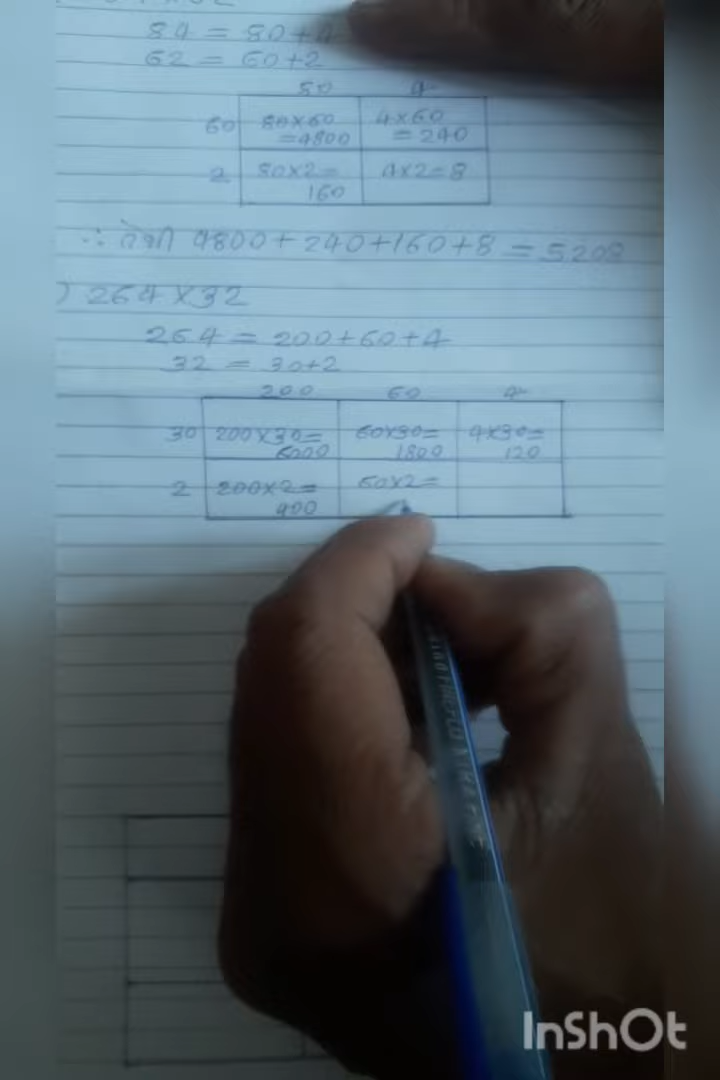 84 = 80+4
62 = 60+2
80 4
60 80×60 =4800 4×60 =240
2 80×2= 160 4×2=8
∴ 4800+240+160+8=5208
) 264×32
264 = 200+60+4
32 = 30+2
200 60 4
30 200×30= 6000 60×30= 1800 4×30= 120
2 200×2= 400 60×2=
InShOt